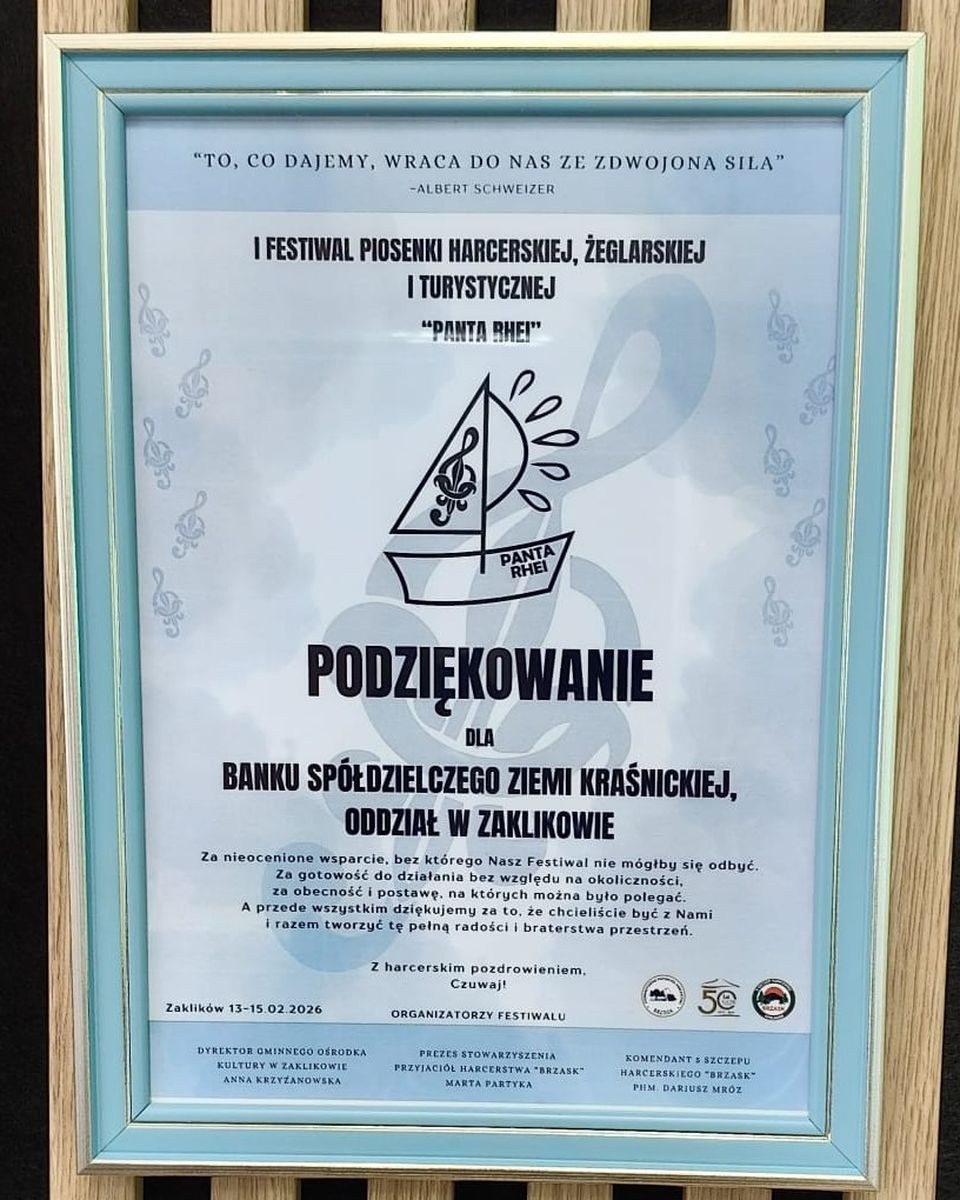 “TO, CO DAJEMY, WRACA DO NAS ZE ZDWOJONĄ SIŁĄ”
-ALBERT SCHWEIZER
I FESTIWAL PIOSENKI HARCERSKIEJ, ŻEGLARSKIEJ
I TURYSTYCZNEJ
“PANTA RHEI”
PANTA
RHEI
PODZIĘKOWANIE
DLA
BANKU SPÓŁDZIELCZEGO ZIEMI KRAŚNICKIEJ,
ODDZIAŁ W ZAKLIKOWIE
Za nieocenione wsparcie, bez którego Nasz Festiwal nie mógłby się odbyć.
Za gotowość do działania bez względu na okoliczności,
za obecność i postawę, na których można było polegać.
A przede wszystkim dziękujemy za to, że chcieliście być z Nami
i razem tworzyć tę pełną radości i braterstwa przestrzeń.
Z harcerskim pozdrowieniem,
Czuwaj!
Zaklików 13-15.02.2026
ORGANIZATORZY FESTIWALU
50
BRZASK
DYREKTOR GMINNEGO OŚRODKA
KULTURY W ZAKLIKOWIE
ANNA KRZYŻANOWSKA
PREZES STOWARZYSZENIA
PRZYJACIÓŁ HARCERSTWA "BRZASK"
MARTA PARTYKA
KOMENDANT 5 SZCZEPU
HARCERSKIEGO "BRZASK"
PHM. DARIUSZ MRÓZ